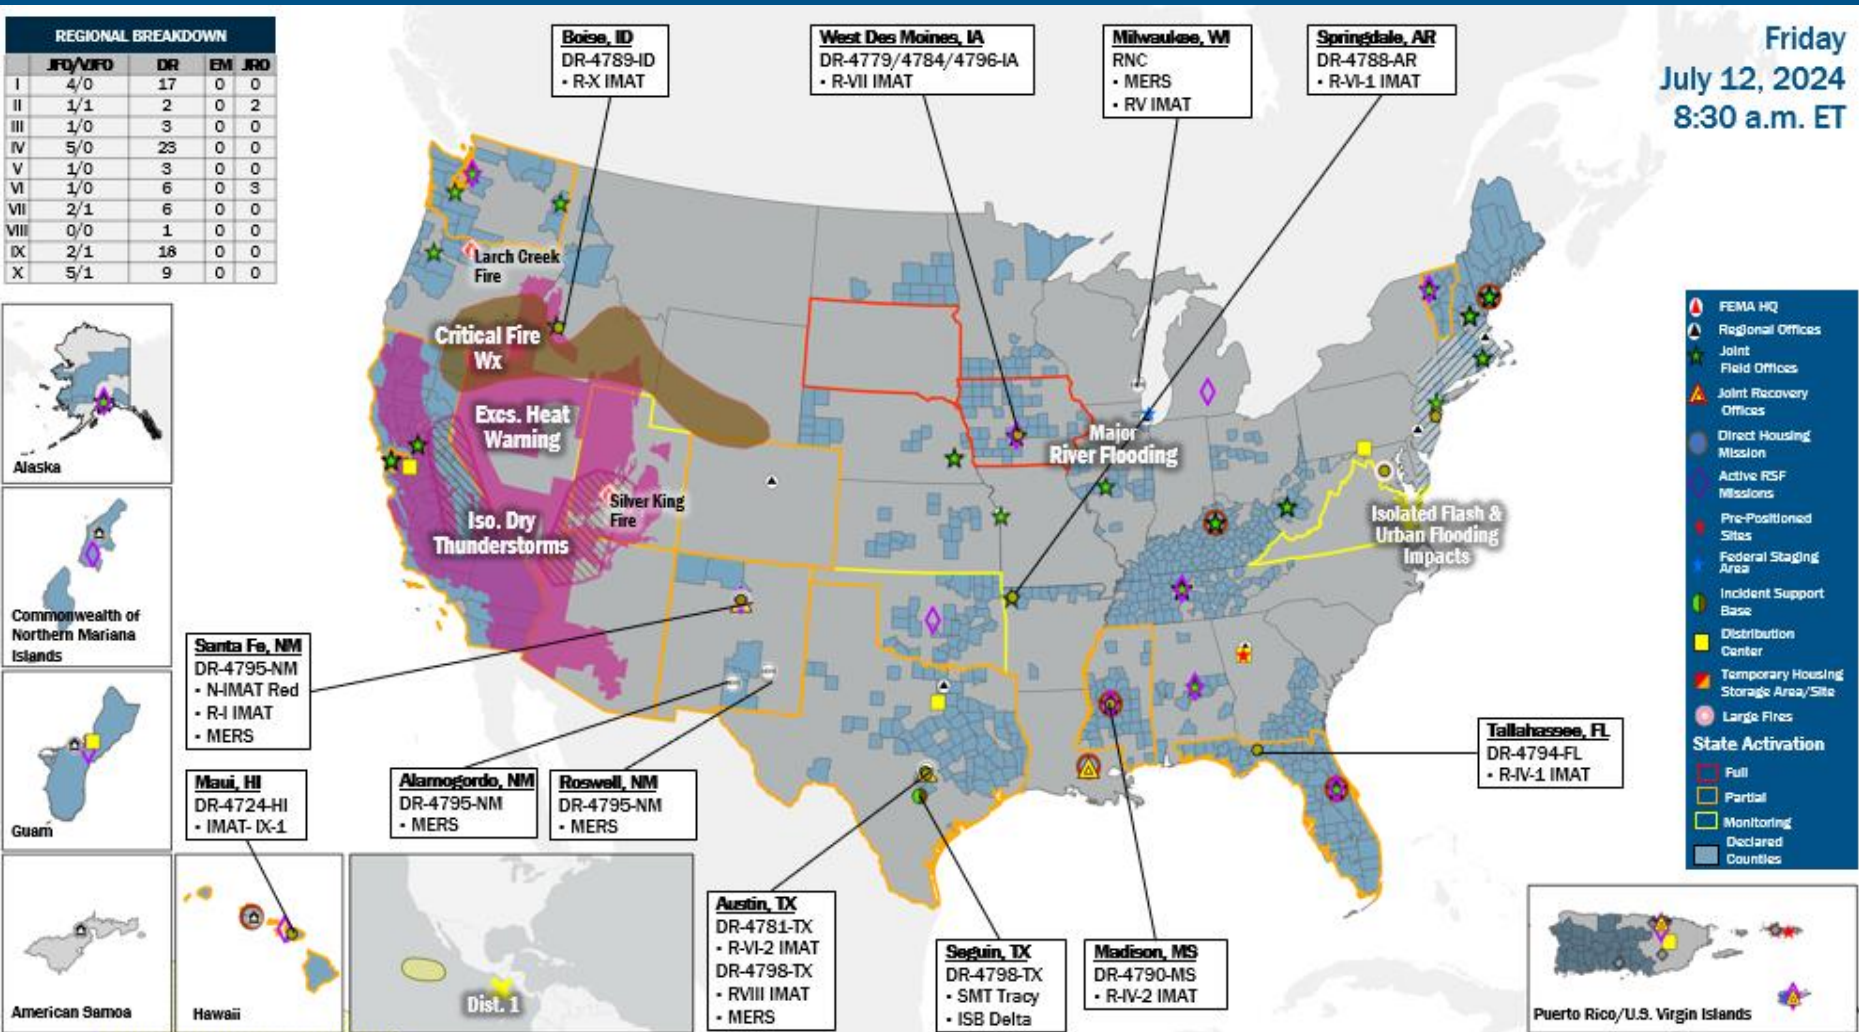 REGIONAL BREAKDOWN
JFO/VJFO DR EM JRO
I 4/0 17 0 0
II 1/1 2 0 2
III 1/0 3 0 0
IV 5/0 23 0 0
V 1/0 3 0 0
VI 1/0 6 0 3
VII 2/1 6 0 0
VIII 0/0 1 0 0
IX 2/1 18 0 0
X 5/1 9 0 0
Boise, ID
DR-4789-ID
• R-X IMAT
West Des Moines, IA
DR-4779/4784/4796-IA
• R-VII IMAT
Milwaukee, WI
RNC
• MERS
• RV IMAT
Springdale, AR
DR-4788-AR
• R-VI-1 IMAT
Friday
July 12, 2024
8:30 a.m. ET
Larch Creek
Fire
Critical Fire
Wx
Excs. Heat
Warning
Iso. Dry
Thunderstorms
Silver King
Fire
Major
River Flooding
Isolated Flash &
Urban Flooding
Impacts
FEMA HQ
Regional Offices
Joint
Field Offices
Joint Recovery
Offices
Direct Housing
Mission
Active RSF
Missions
Pre-Positioned
Sites
Federal Staging
Area
Incident Support
Base
Distribution
Center
Temporary Housing
Storage Area/Site
Large Fires
State Activation
Full
Partial
Monitoring
Declared
Counties
Alaska
Commonwealth of
Northern Mariana
Islands
Guam
American Samoa
Hawaii
Santa Fe, NM
DR-4795-NM
• N-IMAT Red
• R-I IMAT
• MERS
Maui, HI
DR-4724-HI
• IMAT- IX-1
Alamogordo, NM
DR-4795-NM
• MERS
Roswell, NM
DR-4795-NM
• MERS
Dist. 1
Austin, TX
DR-4781-TX
• R-VI-2 IMAT
DR-4798-TX
• RVIII IMAT
• MERS
Seguin, TX
DR-4798-TX
• SMT Tracy
• ISB Delta
Madison, MS
DR-4790-MS
• R-IV-2 IMAT
Tallahassee, FL
DR-4794-FL
• R-IV-1 IMAT
Puerto Rico/U.S. Virgin Islands